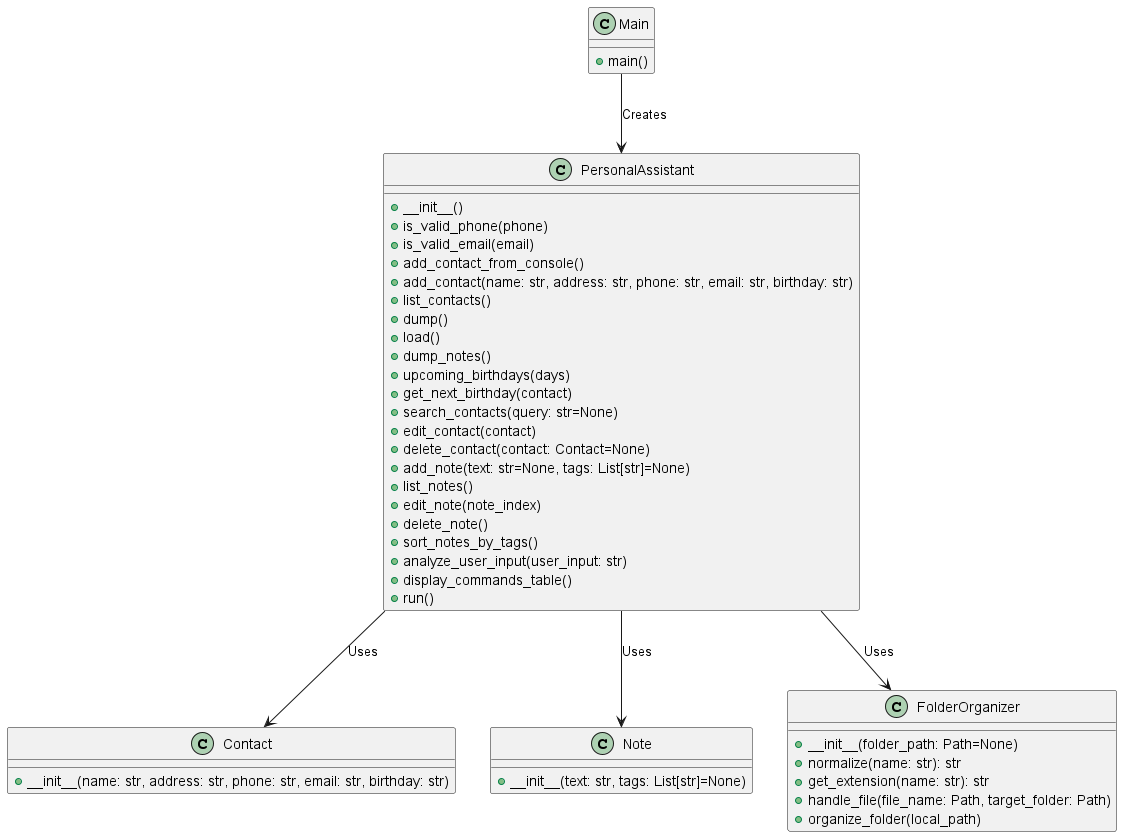 C Main
main()
Creates
C PersonalAssistant
__init__()
is_valid_phone(phone)
is_valid_email(email)
add_contact_from_console()
add_contact(name: str, address: str, phone: str, email: str, birthday: str)
list_contacts()
dump()
load()
dump_notes()
upcoming_birthdays(days)
get_next_birthday(contact)
search_contacts(query: str=None)
edit_contact(contact)
delete_contact(contact: Contact=None)
add_note(text: str=None, tags: List[str]=None)
list_notes()
edit_note(note_index)
delete_note()
sort_notes_by_tags()
analyze_user_input(user_input: str)
display_commands_table()
run()
Uses
Uses
Uses
C Contact
__init__(name: str, address: str, phone: str, email: str, birthday: str)
C Note
__init__(text: str, tags: List[str]=None)
C FolderOrganizer
__init__(folder_path: Path=None)
normalize(name: str): str
get_extension(name: str): str
handle_file(file_name: Path, target_folder: Path)
organize_folder(local_path)